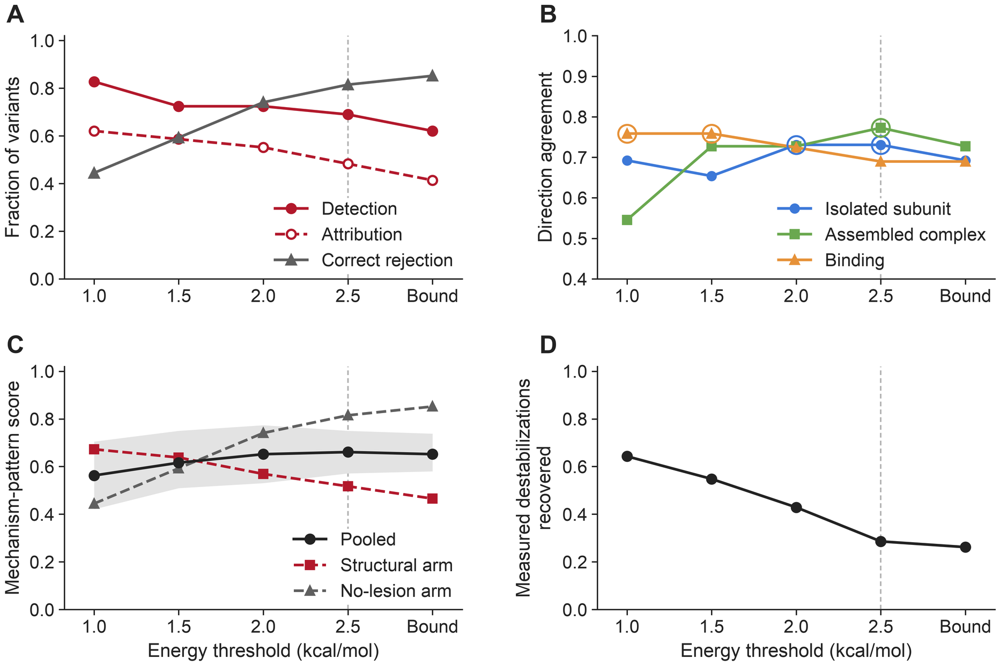 A
Fraction of variants
1.0
0.8
0.6
0.4
0.2
0.0
1.0 1.5 2.0 2.5 Bound
Detection
Attribution
Correct rejection
B
Direction agreement
1.0
0.9
0.8
0.7
0.6
0.5
0.4
1.0 1.5 2.0 2.5 Bound
Isolated subunit
Assembled complex
Binding
C
Mechanism-pattern score
1.0
0.8
0.6
0.4
0.2
0.0
1.0 1.5 2.0 2.5 Bound
Energy threshold (kcal/mol)
Pooled
Structural arm
No-lesion arm
D
Measured destabilizations
recovered
1.0
0.8
0.6
0.4
0.2
0.0
1.0 1.5 2.0 2.5 Bound
Energy threshold (kcal/mol)